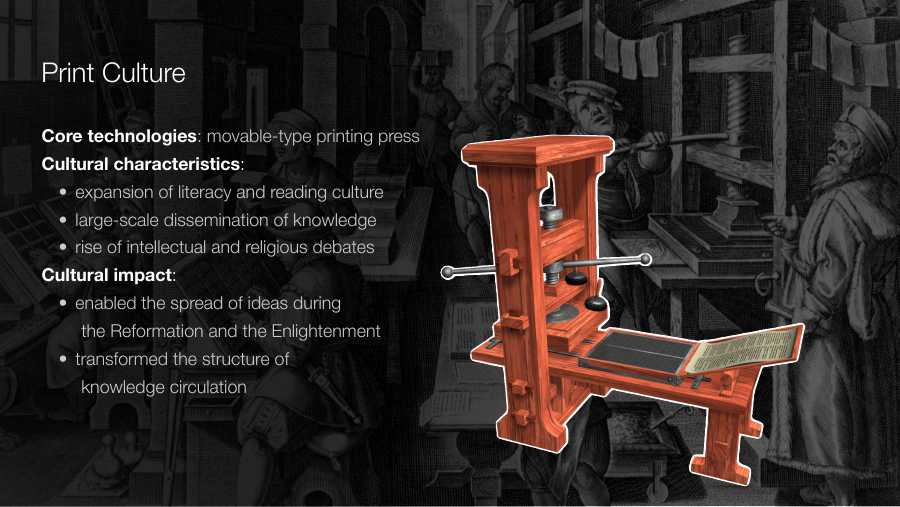 Print Culture
Core technologies: movable-type printing press
Cultural characteristics:
• expansion of literacy and reading culture
• large-scale dissemination of knowledge
• rise of intellectual and religious debates
Cultural impact:
• enabled the spread of ideas during
the Reformation and the Enlightenment
• transformed the structure of
knowledge circulation